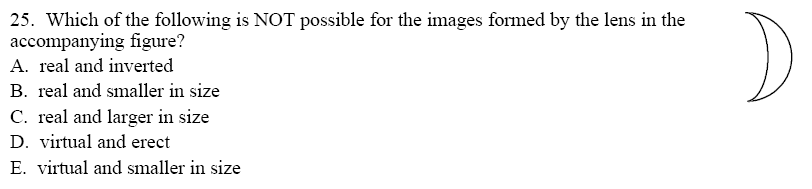 25. Which of the following is NOT possible for the images formed by the lens in the
accompanying figure?
A. real and inverted
B. real and smaller in size
C. real and larger in size
D. virtual and erect
E. virtual and smaller in size